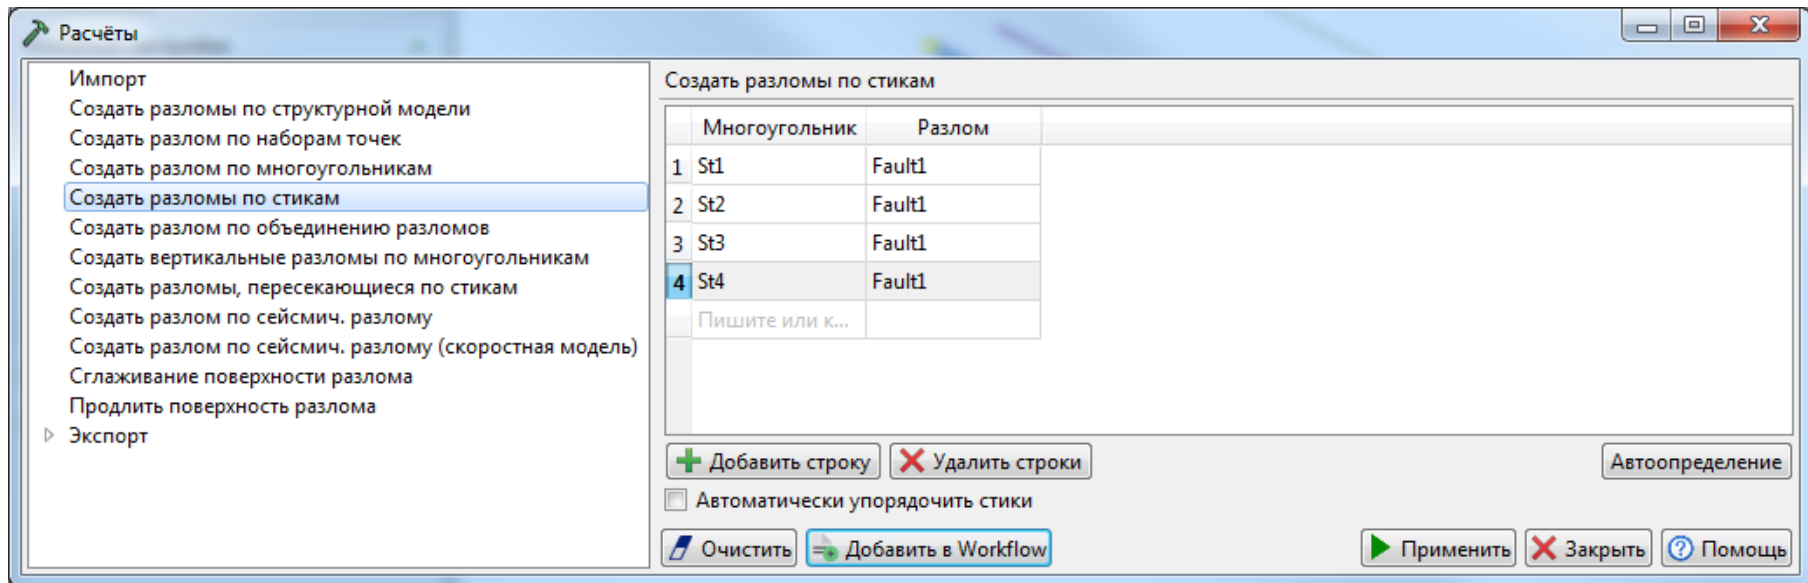 Расчёты
Импорт
Создать разломы по структурной модели
Создать разлом по наборам точек
Создать разлом по многоугольникам
Создать разломы по стикам
Создать разлом по объединению разломов
Создать вертикальные разломы по многоугольникам
Создать разломы, пересекающиеся по стикам
Создать разлом по сейсмич. разлому
Создать разлом по сейсмич. разлому (скоростная модель)
Сглаживание поверхности разлома
Продлить поверхность разлома
Экспорт
Создать разломы по стикам
Многоугольник Разлом
1 St1 Fault1
2 St2 Fault1
3 St3 Fault1
4 St4 Fault1
Пишите или к...
Добавить строку Удалить строки Автоопределение
Автоматически упорядочить стики
Очистить Добавить в Workflow Применить Закрыть Помощь